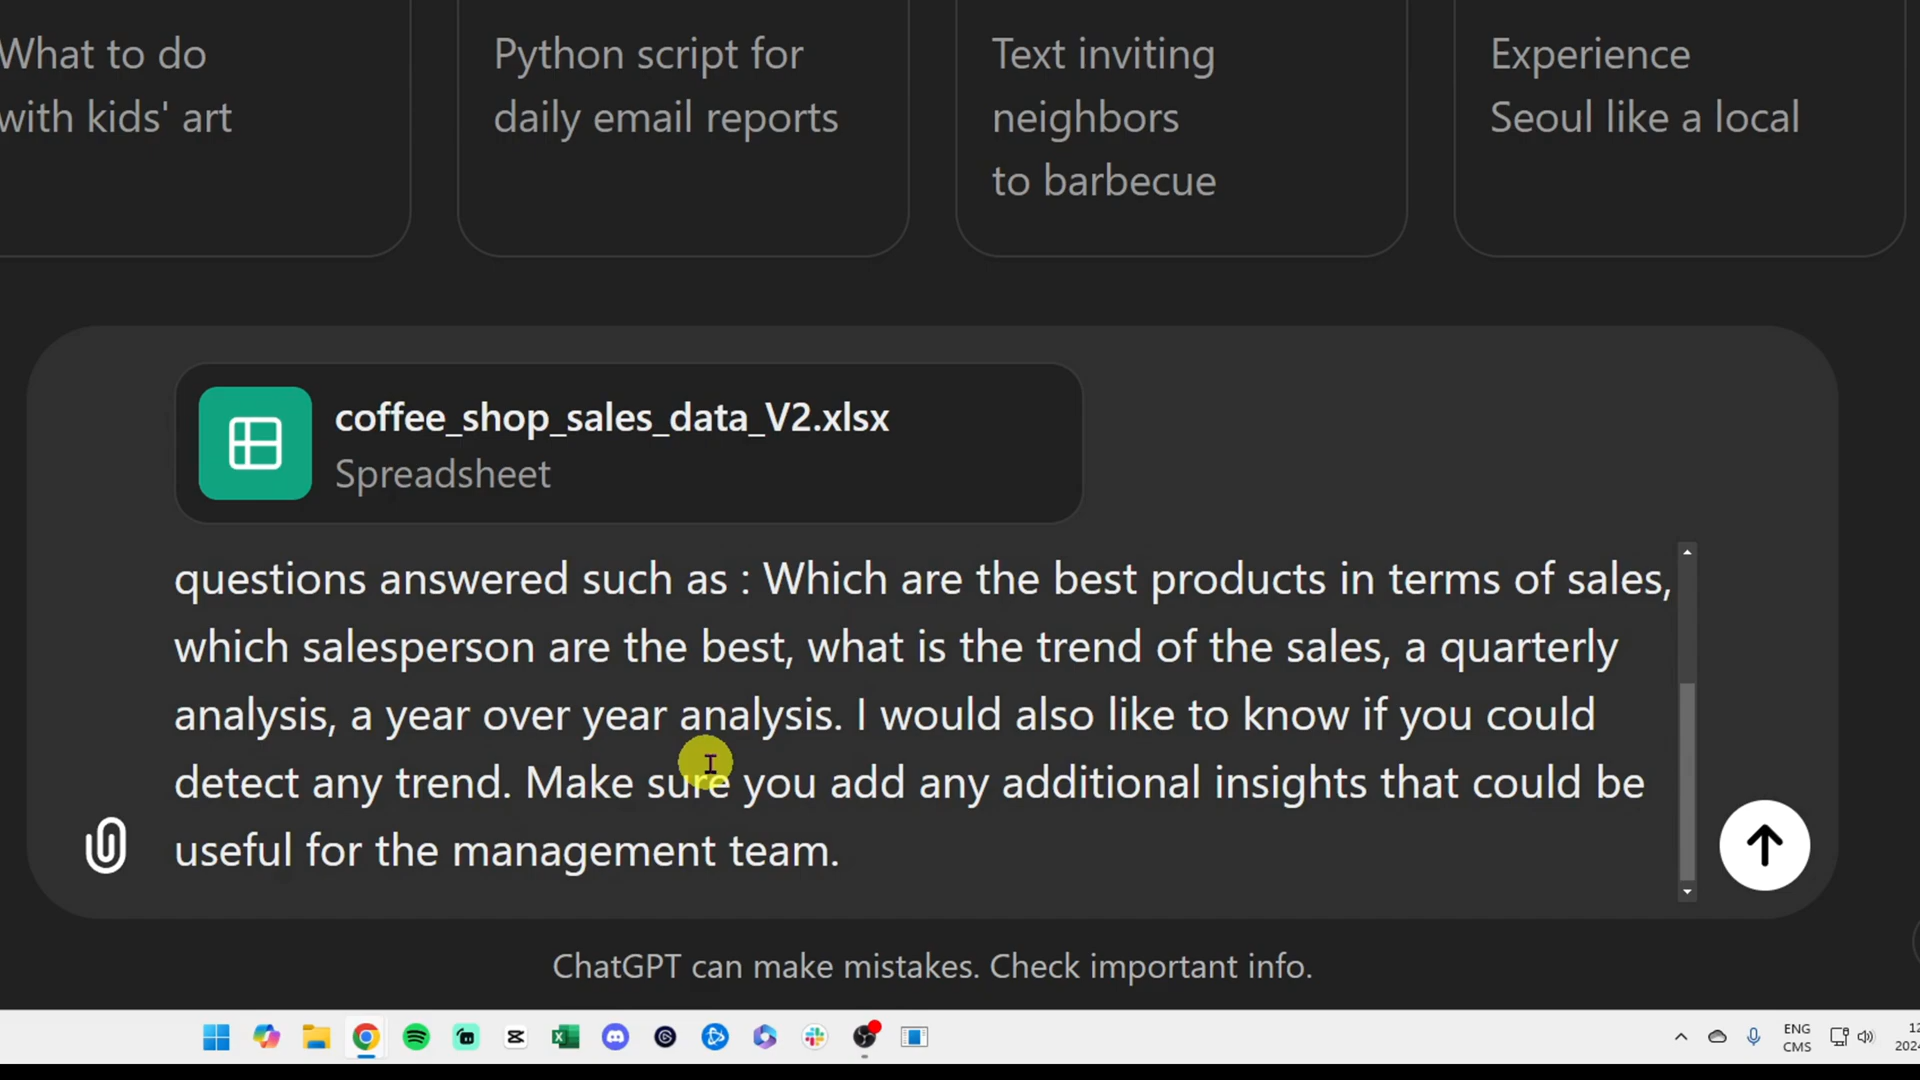 What to do
with kids' art
Python script for
daily email reports
Text inviting
neighbors
to barbecue
Experience
Seoul like a local
coffee_shop_sales_data_V2.xlsx
Spreadsheet
questions answered such as : Which are the best products in terms of sales,
which salesperson are the best, what is the trend of the sales, a quarterly
analysis, a year over year analysis. I would also like to know if you could
detect any trend. Make sure you add any additional insights that could be
useful for the management team.
ChatGPT can make mistakes. Check important info.
ENG
CMS
12
2024